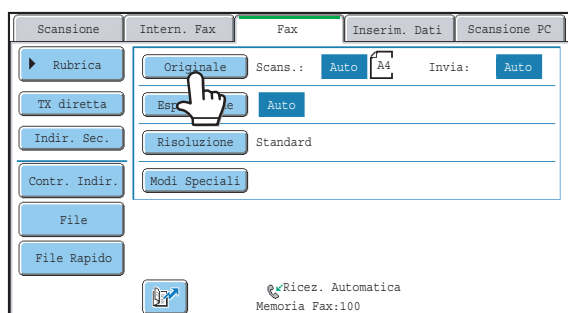 Scansione Intern. Fax Fax Inserim. Dati Scansione PC
Rubrica Originale Scans.: Auto A4 Invia: Auto
TX diretta Auto
Indir. Sec. Risoluzione Standard
Contr. Indir. Modi Speciali
File
File Rapido
Ricez. Automatica
Memoria Fax:100